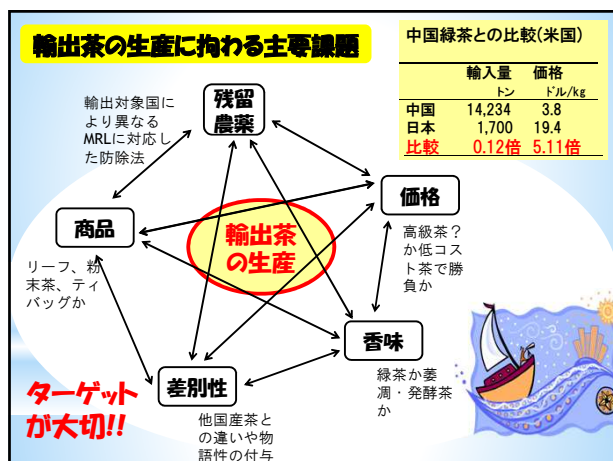 輸出茶の生産に拘わる主要課題
中国緑茶との比較(米国)
輸入量 価格
トン ドル/kg
中国 14,234 3.8
日本 1,700 19.4
比較 0.12倍 5.11倍
残留
農薬
輸出対象国に
より異なる
MRLに対応し
た防除法
価格
高級茶？
か低コス
ト茶で勝
負か
商品
リーフ、粉
末茶、ティ
バッグか
輸出茶
の生産
香味
緑茶か萎
凋・発酵茶
か
差別性
他国産茶と
の違いや物
語性の付与
ターゲット
が大切!!